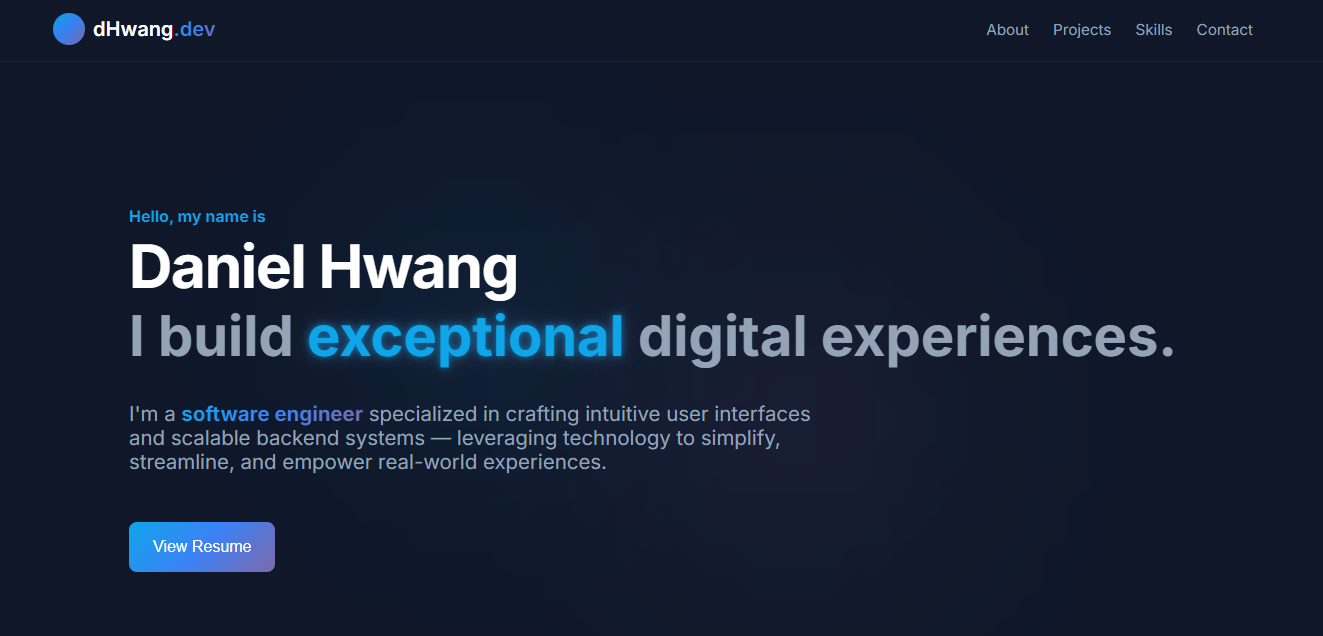 dHwang.dev
About Projects Skills Contact
Hello, my name is
Daniel Hwang
I build exceptional digital experiences.
I'm a software engineer specialized in crafting intuitive user interfaces
and scalable backend systems — leveraging technology to simplify,
streamline, and empower real-world experiences.
View Resume